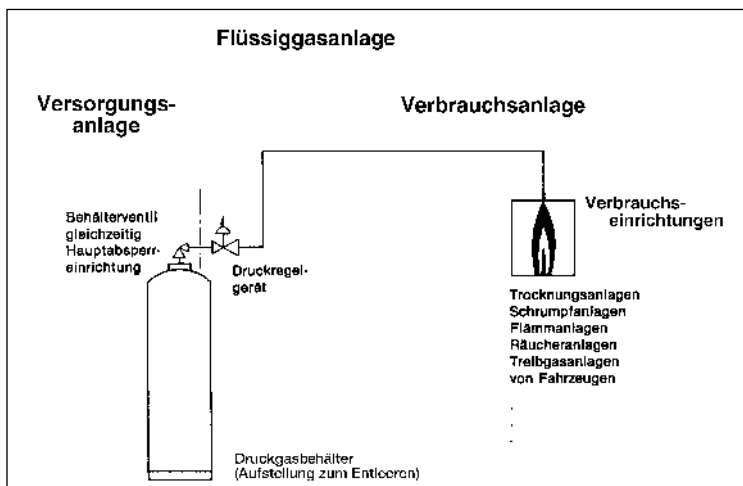 Flüssiggasanlage
Versorgungs-
anlage
Verbrauchsanlage
Behälterventil
gleichzeitig
Hauptabsperr-
einrichtung
Druckregel-
gerät
Verbrauchs-
einrichtungen
Trocknungsanlagen
Schrumpfanlagen
Flämmanlagen
Räucheranlagen
Treibgasanlagen
von Fahrzeugen
.
.
.
Druckgasbehälter
(Aufstellung zum Entleeren)